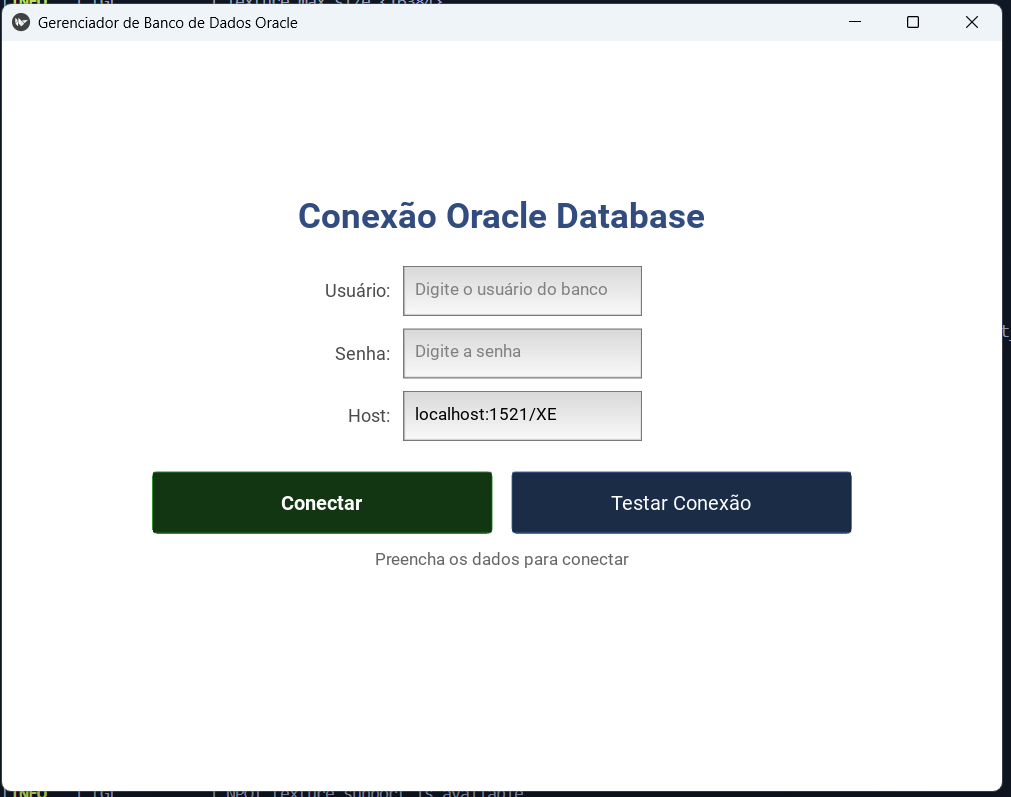 Gerenciador de Banco de Dados Oracle
Conexão Oracle Database
Usuário: Digite o usuário do banco
Senha: Digite a senha
Host: localhost:1521/XE
Conectar Testar Conexão
Preencha os dados para conectar